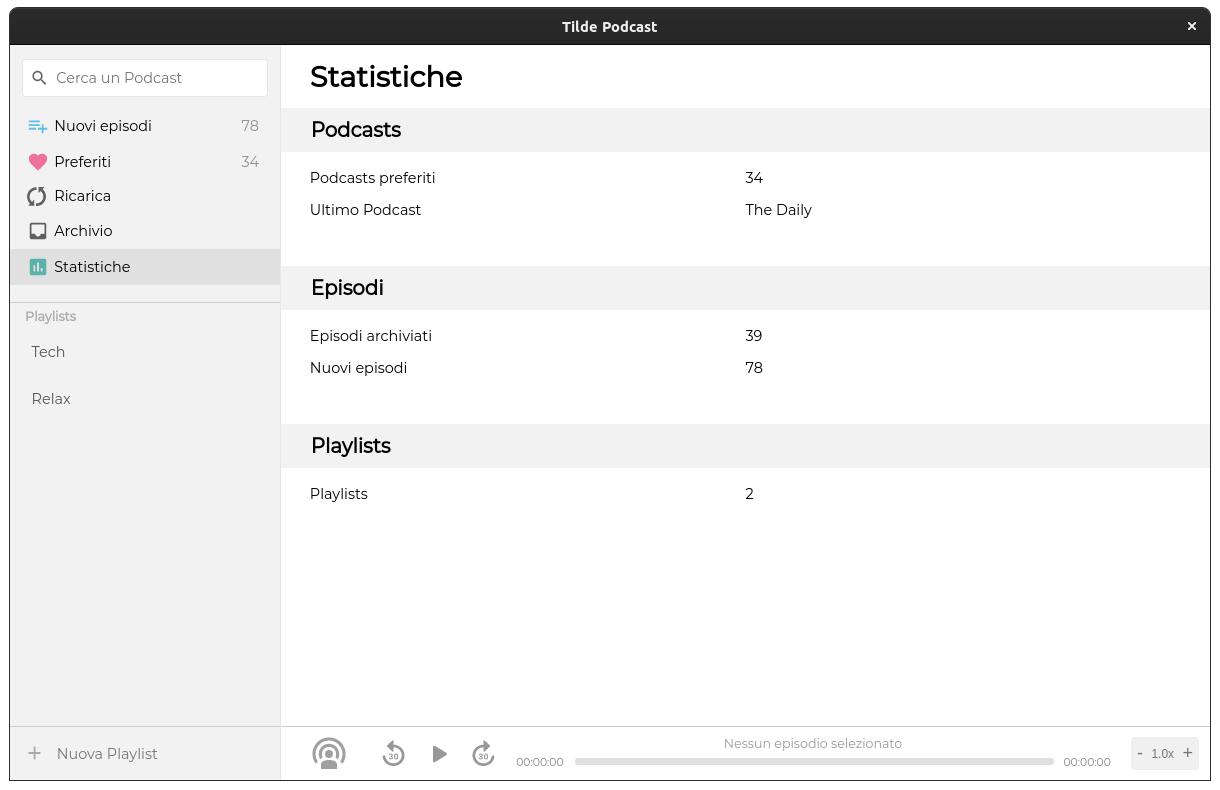 Tilde Podcast
Cerca un Podcast
Nuovi episodi 78
Preferiti 34
Ricarica
Archivio
Statistiche
Playlists
Tech
Relax
Nuova Playlist
Statistiche
Podcasts
Podcasts preferiti 34
Ultimo Podcast The Daily
Episodi
Episodi archiviati 39
Nuovi episodi 78
Playlists
Playlists 2
30
30
Nessun episodio selezionato
00:00:00
00:00:00
- 1.0x +